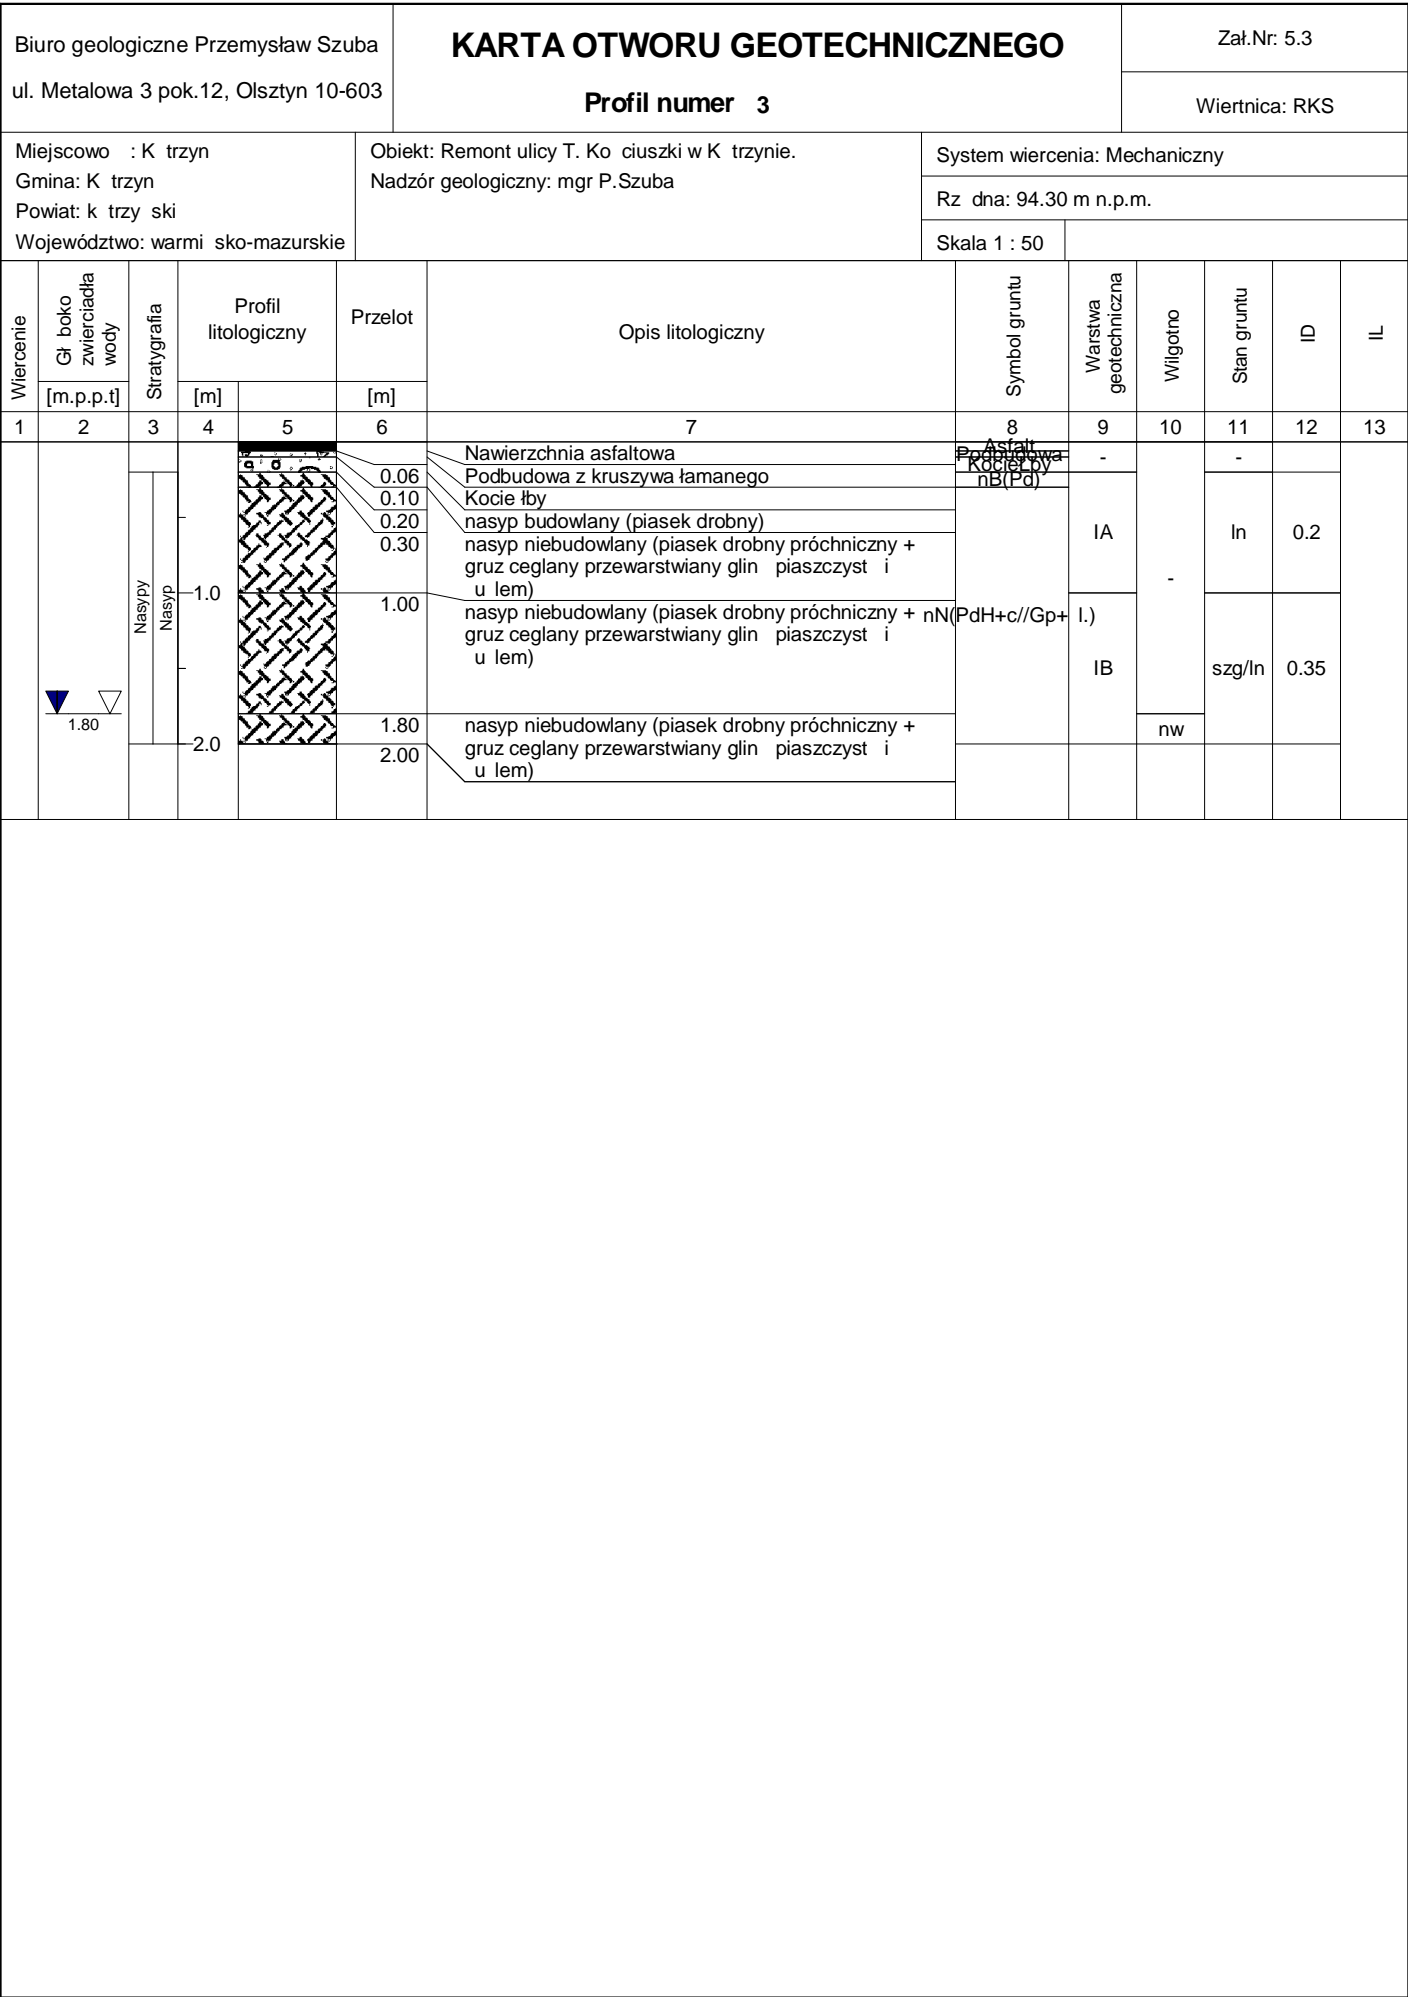 Biuro geologiczne Przemysław Szuba
ul. Metalowa 3 pok.12, Olsztyn 10-603
KARTA OTWORU GEOTECHNICZNEGO
Profil numer 3
Zał.Nr: 5.3
Wiertnica: RKS
Miejscowo : K trzyn
Gmina: K trzyn
Powiat: k trzy ski
Województwo: warmi sko-mazurskie
Obiekt: Remont ulicy T. Ko ciuszki w K trzynie.
Nadzór geologiczny: mgr P.Szuba
System wiercenia: Mechaniczny
Rz dna: 94.30 m n.p.m.
Skala 1 : 50
Wiercenie
Gł boko
zwierciadła
wody
[m.p.p.t]
Stratygrafia
Profil
litologiczny
[m]
Przelot
[m]
Opis litologiczny
Symbol gruntu
Warstwa
geotechniczna
Wilgotno
Stan gruntu
ID
IL
1 2 3 4 5 6 7 8 9 10 11 12 13
Nawierzchnia asfaltowa
Asfalt
0.06 Podbudowa z kruszywa łamanego
Podbudowa
0.10 Kocie łby
KocieŁby
- -
0.20 nasyp budowlany (piasek drobny)
nB(Pd)
0.30 nasyp niebudowlany (piasek drobny próchniczny +
gruz ceglany przewarstwiany glin piaszczyst i
u lem)
IA ln 0.2
-
Nasypy
Nasyp
1.0
1.00 nasyp niebudowlany (piasek drobny próchniczny +
gruz ceglany przewarstwiany glin piaszczyst i
u lem)
nN(PdH+c//Gp+ l.)
IB szg/ln 0.35
1.80
1.80 nasyp niebudowlany (piasek drobny próchniczny +
gruz ceglany przewarstwiany glin piaszczyst i
u lem)
nw
2.0
2.00